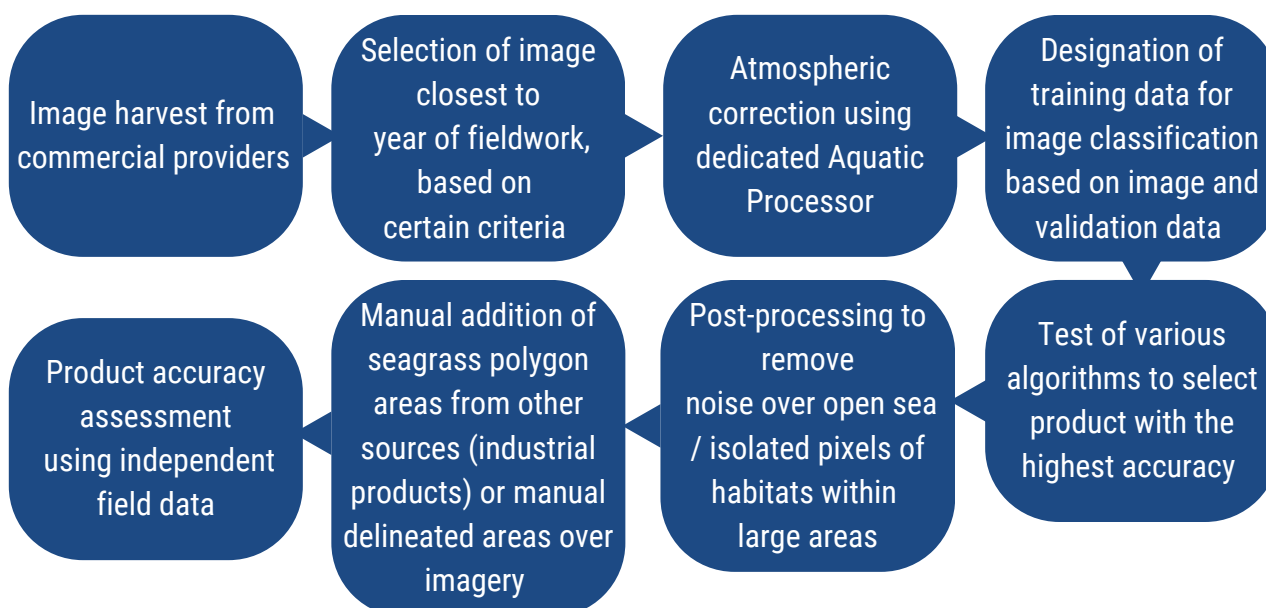 Image harvest from
commercial providers
Selection of image
closest to
year of fieldwork,
based on
certain criteria
Atmospheric
correction using
dedicated Aquatic
Processor
Designation of
training data for
image classification
based on image and
validation data
Test of various
algorithms to select
product with the
highest accuracy
Post-processing to
remove
noise over open sea
/ isolated pixels of
habitats within
large areas
Manual addition of
seagrass polygon
areas from other
sources (industrial
products) or manual
delineated areas over
imagery
Product accuracy
assessment
using independent
field data